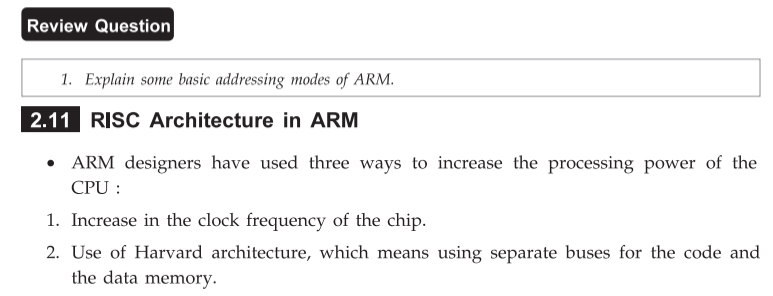 Review Question
1. Explain some basic addressing modes of ARM.
2.11 RISC Architecture in ARM
• ARM designers have used three ways to increase the processing power of the
CPU :
1. Increase in the clock frequency of the chip.
2. Use of Harvard architecture, which means using separate buses for the code and
the data memory.